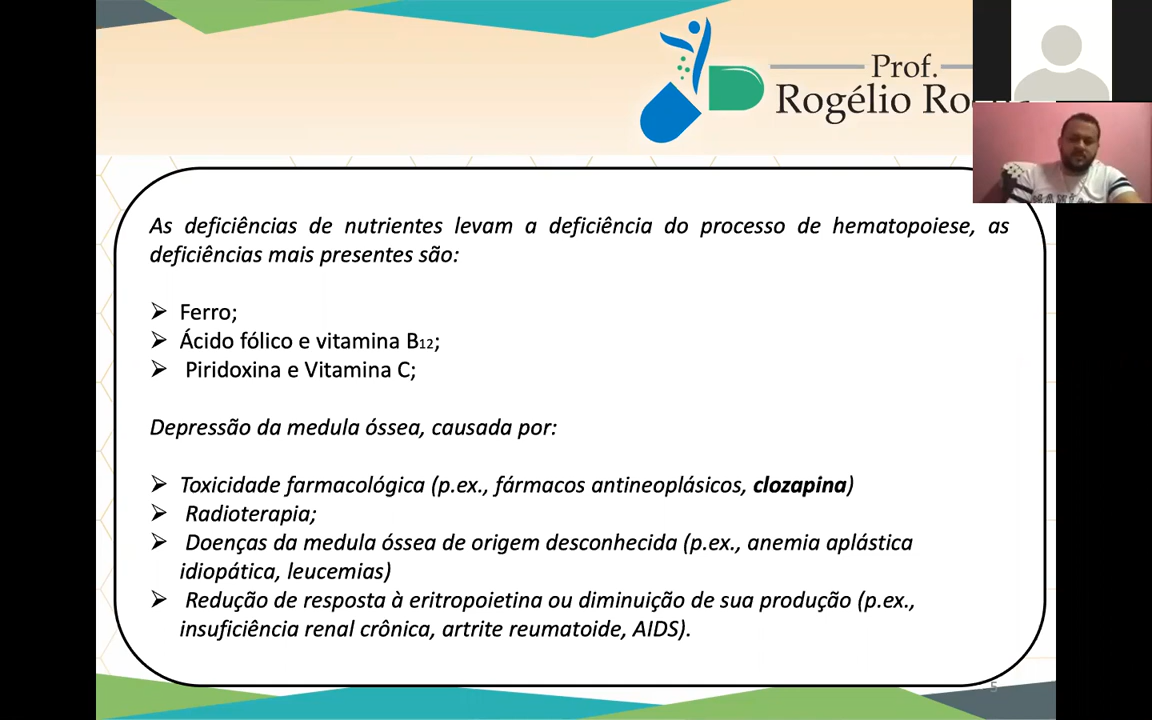 Prof.
Rogélio
As deficiências de nutrientes levam a deficiência do processo de hematopoiese, as
deficiências mais presentes são:
➢ Ferro;
➢ Ácido fólico e vitamina B₁₂;
➢ Piridoxina e Vitamina C;
Depressão da medula óssea, causada por:
➢ Toxicidade farmacológica (p.ex., fármacos antineoplásicos, clozapina)
➢ Radioterapia;
➢ Doenças da medula óssea de origem desconhecida (p.ex., anemia aplástica
idiopática, leucemias)
➢ Redução de resposta à eritropoietina ou diminuição de sua produção (p.ex.,
insuficiência renal crônica, artrite reumatoide, AIDS).
5